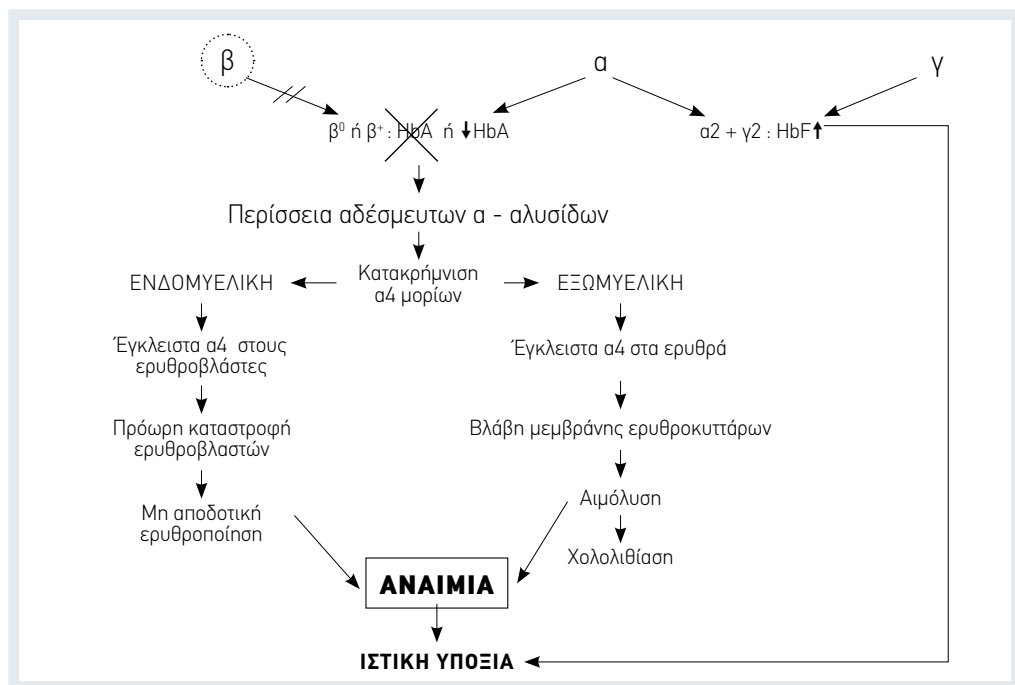 β
α
γ
β⁰ ή β⁺ : HbA ή ↓HbA
α2 + γ2 : HbF↑
Περίσσεια αδέσμευτων α - αλυσίδων
ΕΝΔΟΜΥΕΛΙΚΗ
Κατακρήμνιση
α4 μορίων
ΕΞΩΜΥΕΛΙΚΗ
Έγκλειστα α4 στους
ερυθροβλάστες
Έγκλειστα α4 στα ερυθρά
Πρόωρη καταστροφή
ερυθροβλαστών
Βλάβη μεμβράνης ερυθροκυττάρων
Μη αποδοτική
ερυθροποίηση
Αιμόλυση
Χολολιθίαση
ΑΝΑΙΜΙΑ
ΙΣΤΙΚΗ ΥΠΟΞΙΑ